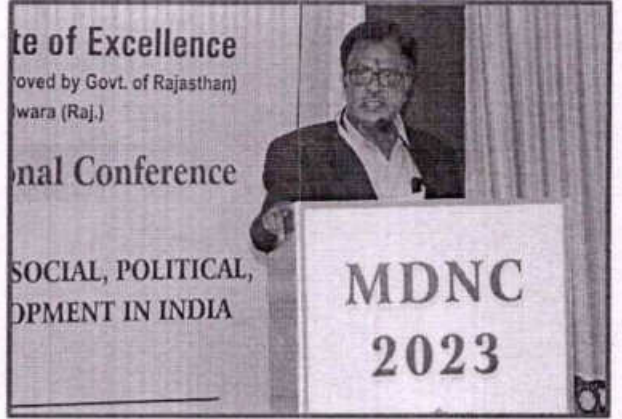 te of Excellence
roved by Govt. of Rajasthan)
lwara (Raj.)
onal Conference
SOCIAL, POLITICAL,
OPMENT IN INDIA
MDNC
2023